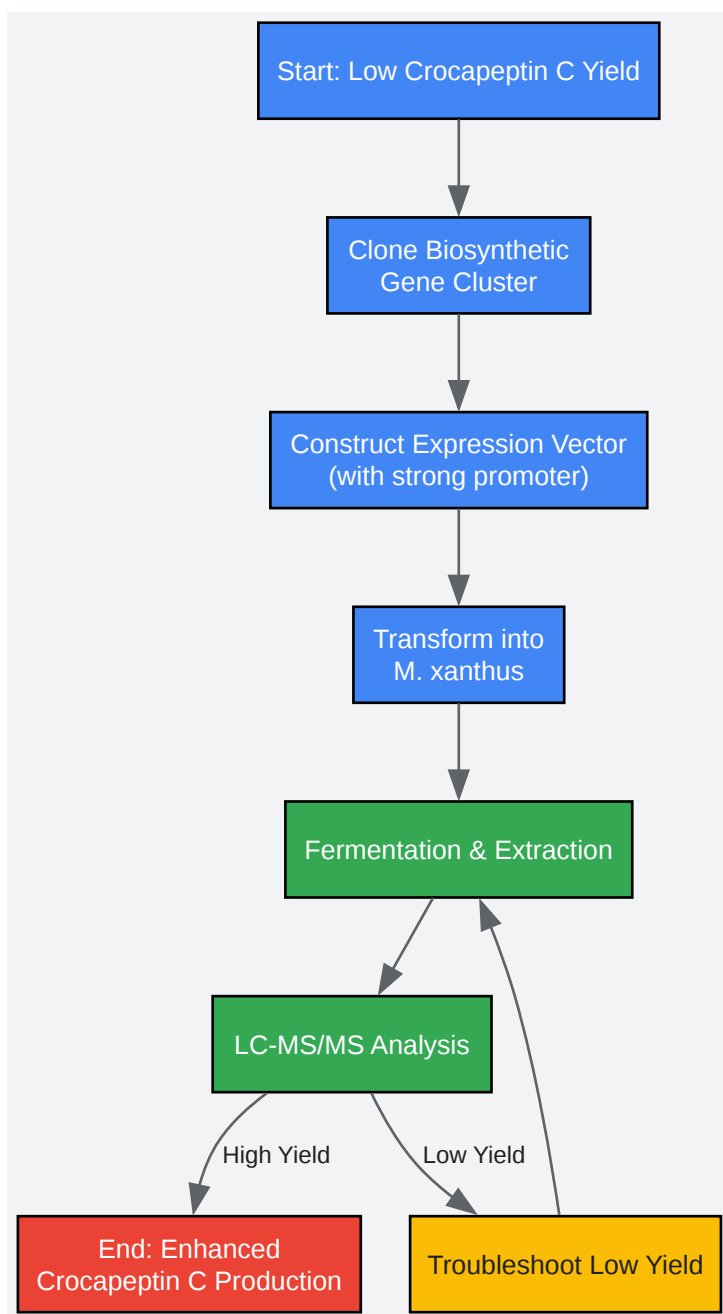 Start: Low Crocapeptin C Yield
Clone Biosynthetic
Gene Cluster
Construct Expression Vector
(with strong promoter)
Transform into
M. xanthus
Fermentation & Extraction
LC-MS/MS Analysis
High Yield
Low Yield
End: Enhanced
Crocapeptin C Production
Troubleshoot Low Yield